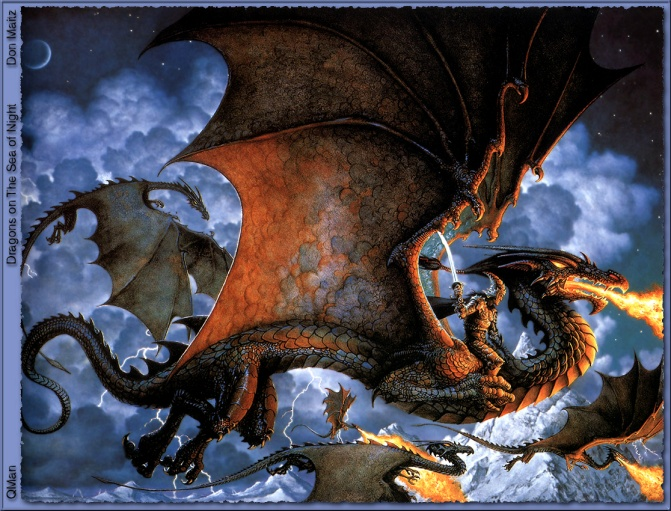 Don Maitz
Dragons on The Sea of Night
QMan